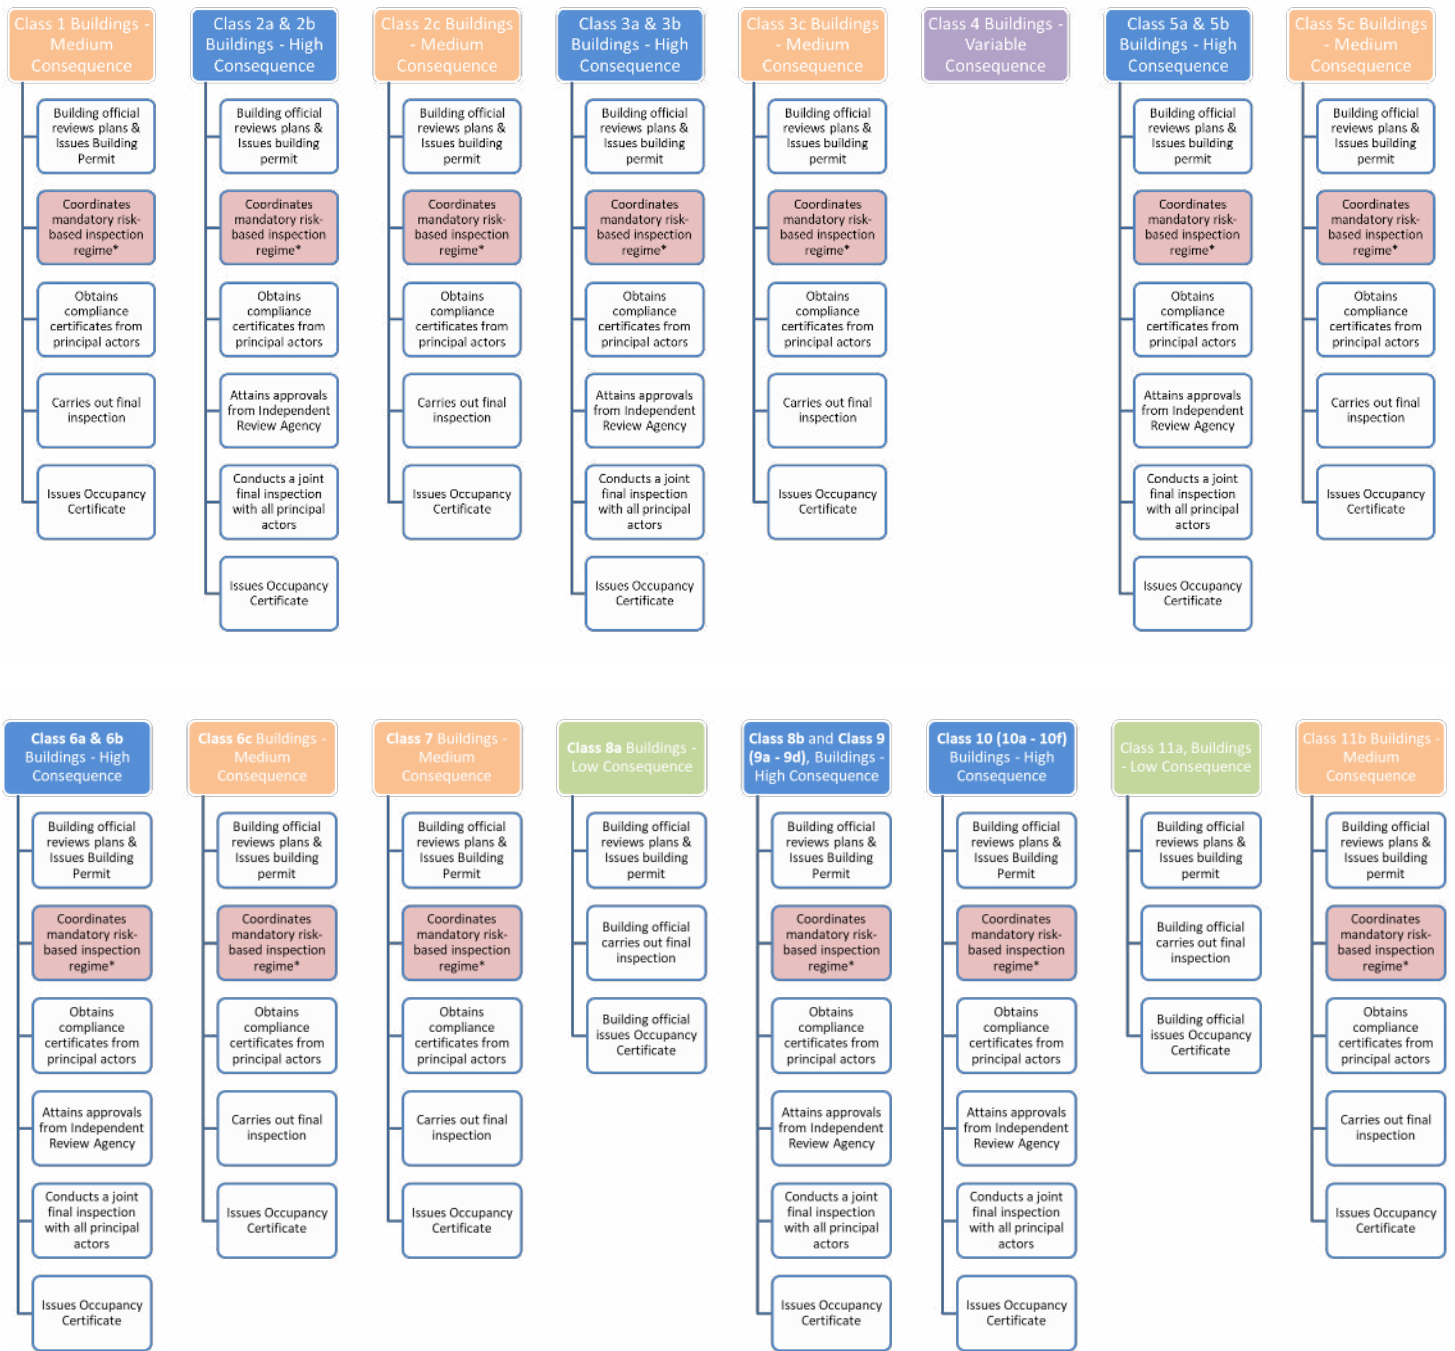 Class 1 Buildings -
Medium
Consequence
Building official
reviews plans &
Issues Building
Permit
Coordinates
mandatory risk-
based inspection
regime*
Obtains
compliance
certificates from
principal actors
Carries out final
inspection
Issues Occupancy
Certificate
Class 2a & 2b
Buildings - High
Consequence
Building official
reviews plans &
Issues building
permit
Coordinates
mandatory risk-
based inspection
regime*
Obtains
compliance
certificates from
principal actors
Attains approvals
from Independent
Review Agency
Conducts a joint
final inspection
with all principal
actors
Issues Occupancy
Certificate
Class 2c Buildings
- Medium
Consequence
Building official
reviews plans &
Issues building
permit
Coordinates
mandatory risk-
based inspection
regime*
Obtains
compliance
certificates from
principal actors
Carries out final
inspection
Issues Occupancy
Certificate
Class 3a & 3b
Buildings - High
Consequence
Building official
reviews plans &
Issues building
permit
Coordinates
mandatory risk-
based inspection
regime*
Obtains
compliance
certificates from
principal actors
Attains approvals
from Independent
Review Agency
Conducts a joint
final inspection
with all principal
actors
Issues Occupancy
Certificate
Class 3c Buildings
- Medium
Consequence
Building official
reviews plans &
Issues building
permit
Coordinates
mandatory risk-
based inspection
regime*
Obtains
compliance
certificates from
principal actors
Carries out final
inspection
Issues Occupancy
Certificate
Class 4 Buildings -
Variable
Consequence
Class 5a & 5b
Buildings - High
Consequence
Building official
reviews plans &
Issues building
permit
Coordinates
mandatory risk-
based inspection
regime*
Obtains
compliance
certificates from
principal actors
Attains approvals
from Independent
Review Agency
Conducts a joint
final inspection
with all principal
actors
Issues Occupancy
Certificate
Class 5c Buildings
- Medium
Consequence
Building official
reviews plans &
Issues building
permit
Coordinates
mandatory risk-
based inspection
regime*
Obtains
compliance
certificates from
principal actors
Carries out final
inspection
Issues Occupancy
Certificate
Class 6a & 6b
Buildings - High
Consequence
Building official
reviews plans &
Issues Building
Permit
Coordinates
mandatory risk-
based inspection
regime*
Obtains
compliance
certificates from
principal actors
Attains approvals
from Independent
Review Agency
Conducts a joint
final inspection
with all principal
actors
Issues Occupancy
Certificate
Class 6c Buildings -
Medium
Consequence
Building official
reviews plans &
Issues building
permit
Coordinates
mandatory risk-
based inspection
regime*
Obtains
compliance
certificates from
principal actors
Carries out final
inspection
Issues Occupancy
Certificate
Class 7 Buildings -
Medium
Consequence
Building official
reviews plans &
Issues Building
Permit
Coordinates
mandatory risk-
based inspection
regime*
Obtains
compliance
certificates from
principal actors
Carries out final
inspection
Issues Occupancy
Certificate
Class 8a Buildings -
Low Consequence
Building official
reviews plans &
Issues building
permit
Building official
carries out final
inspection
Building official
issues Occupancy
Certificate
Class 8b and Class 9
(9a - 9d), Buildings -
High Consequence
Building official
reviews plans &
Issues Building
Permit
Coordinates
mandatory risk-
based inspection
regime*
Obtains
compliance
certificates from
principal actors
Attains approvals
from Independent
Review Agency
Conducts a joint
final inspection
with all principal
actors
Issues Occupancy
Certificate
Class 10 (10a - 10f)
Buildings - High
Consequence
Building official
reviews plans &
Issues Building
Permit
Coordinates
mandatory risk-
based inspection
regime*
Obtains
compliance
certificates from
principal actors
Attains approvals
from Independent
Review Agency
Conducts a joint
final inspection
with all principal
actors
Issues Occupancy
Certificate
Class 11a, Buildings
- Low Consequence
Building official
reviews plans &
Issues building
permit
Building official
carries out final
inspection
Building official
issues Occupancy
Certificate
Class 11b Buildings -
Medium
Consequence
Building official
reviews plans &
Issues building
permit
Coordinates
mandatory risk-
based inspection
regime*
Obtains
compliance
certificates from
principal actors
Carries out final
inspection
Issues Occupancy
Certificate